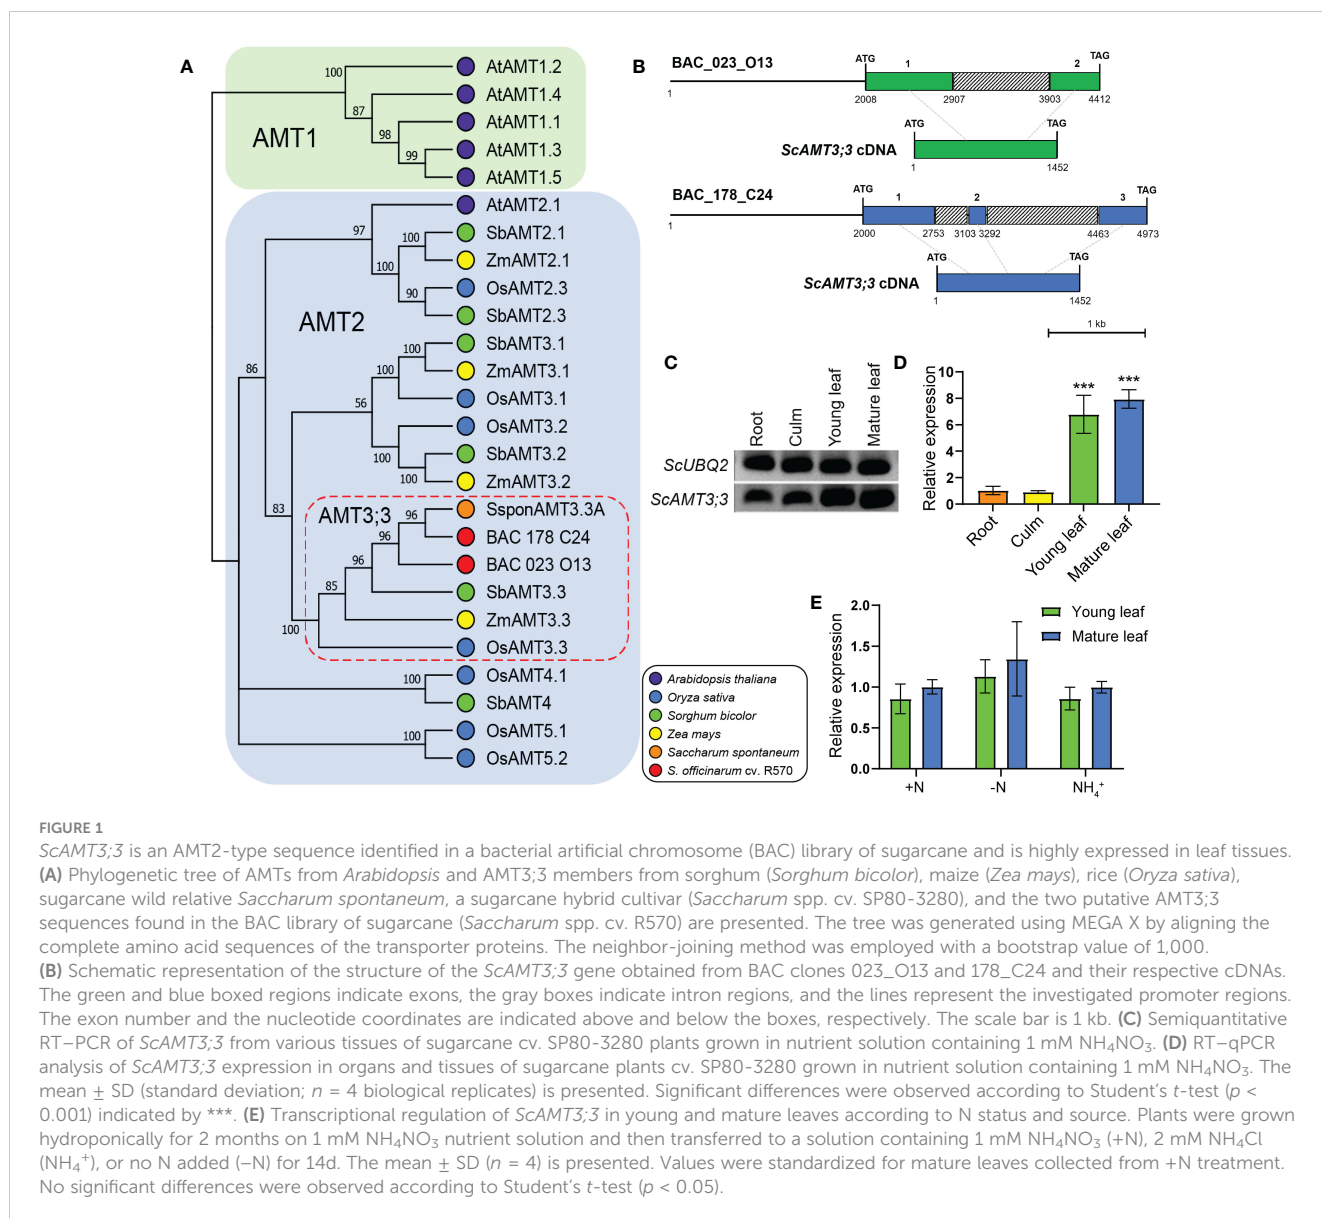 A
AMT1
100
87
98
99
AtAMT1.2
AtAMT1.4
AtAMT1.1
AtAMT1.3
AtAMT1.5
AMT2
86
97
100
100
90
83
56
100
100
100
100
AtAMT2.1
SbAMT2.1
ZmAMT2.1
OsAMT2.3
SbAMT2.3
SbAMT3.1
ZmAMT3.1
OsAMT3.1
OsAMT3.2
SbAMT3.2
ZmAMT3.2
AMT3;3
96
96
96
85
100
SsponAMT3.3A
BAC 178 C24
BAC 023 O13
SbAMT3.3
ZmAMT3.3
OsAMT3.3
100
OsAMT4.1
SbAMT4
100
OsAMT5.1
OsAMT5.2
Arabidopsis thaliana
Oryza sativa
Sorghum bicolor
Zea mays
Saccharum spontaneum
S. officinarum cv. R570
B
BAC_023_O13
ATG 1 2 TAG
1 2008 2907 3903 4412
ATG TAG
ScAMT3;3 cDNA
1 1452
BAC_178_C24
ATG 1 2 3 TAG
1 2000 2753 3103 3292 4463 4973
ATG TAG
ScAMT3;3 cDNA
1 1452
1 kb
C
Root Culm Young leaf Mature leaf
ScUBQ2
ScAMT3;3
D
Relative expression
10
8
6
4
2
0
*** ***
Root Culm Young leaf Mature leaf
E
Relative expression
2.0
1.5
1.0
0.5
0.0
Young leaf
Mature leaf
+N -N NH₄⁺
FIGURE 1
ScAMT3;3 is an AMT2-type sequence identified in a bacterial artificial chromosome (BAC) library of sugarcane and is highly expressed in leaf tissues.
(A) Phylogenetic tree of AMTs from Arabidopsis and AMT3;3 members from sorghum (Sorghum bicolor), maize (Zea mays), rice (Oryza sativa),
sugarcane wild relative Saccharum spontaneum, a sugarcane hybrid cultivar (Saccharum spp. cv. SP80-3280), and the two putative AMT3;3
sequences found in the BAC library of sugarcane (Saccharum spp. cv. R570) are presented. The tree was generated using MEGA X by aligning the
complete amino acid sequences of the transporter proteins. The neighbor-joining method was employed with a bootstrap value of 1,000.
(B) Schematic representation of the structure of the ScAMT3;3 gene obtained from BAC clones 023_O13 and 178_C24 and their respective cDNAs.
The green and blue boxed regions indicate exons, the gray boxes indicate intron regions, and the lines represent the investigated promoter regions.
The exon number and the nucleotide coordinates are indicated above and below the boxes, respectively. The scale bar is 1 kb. (C) Semiquantitative
RT–PCR of ScAMT3;3 from various tissues of sugarcane cv. SP80-3280 plants grown in nutrient solution containing 1 mM NH₄NO₃. (D) RT–qPCR
analysis of ScAMT3;3 expression in organs and tissues of sugarcane plants cv. SP80-3280 grown in nutrient solution containing 1 mM NH₄NO₃. The
mean ± SD (standard deviation; n = 4 biological replicates) is presented. Significant differences were observed according to Student's t-test (p <
0.001) indicated by ***. (E) Transcriptional regulation of ScAMT3;3 in young and mature leaves according to N status and source. Plants were grown
hydroponically for 2 months on 1 mM NH₄NO₃ nutrient solution and then transferred to a solution containing 1 mM NH₄NO₃ (+N), 2 mM NH₄Cl
(NH₄⁺), or no N added (–N) for 14d. The mean ± SD (n = 4) is presented. Values were standardized for mature leaves collected from +N treatment.
No significant differences were observed according to Student's t-test (p < 0.05).